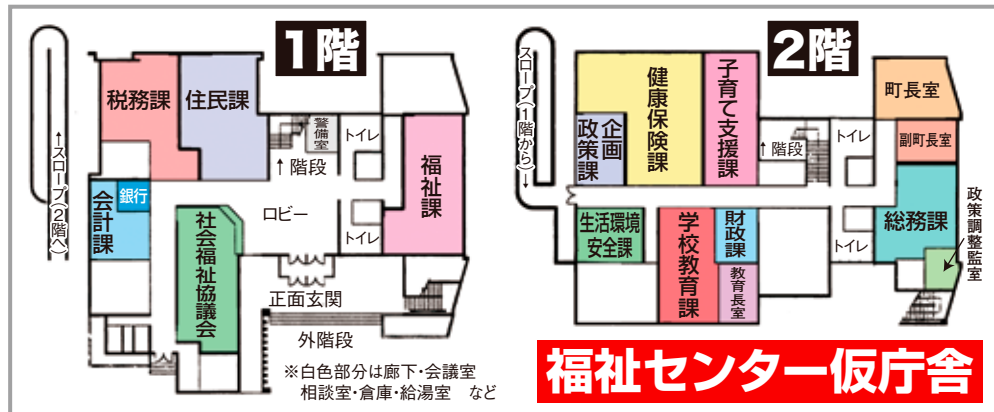 1階
税務課
住民課
警備室
トイレ
↑階段
福祉課
←スロープ(2階へ)
銀行
会計課
ロビー
社会福祉協議会
トイレ
正面玄関
外階段
※白色部分は廊下・会議室
相談室・倉庫・給湯室 など
2階
スロープ(1階から)→
健康保険課
企画
政策課
子育て支援課
↑階段
トイレ
町長室
副町長室
生活環境
安全課
学校教育課
財政課
教育長室
トイレ
総務課
政策調整監室
福祉センター仮庁舎